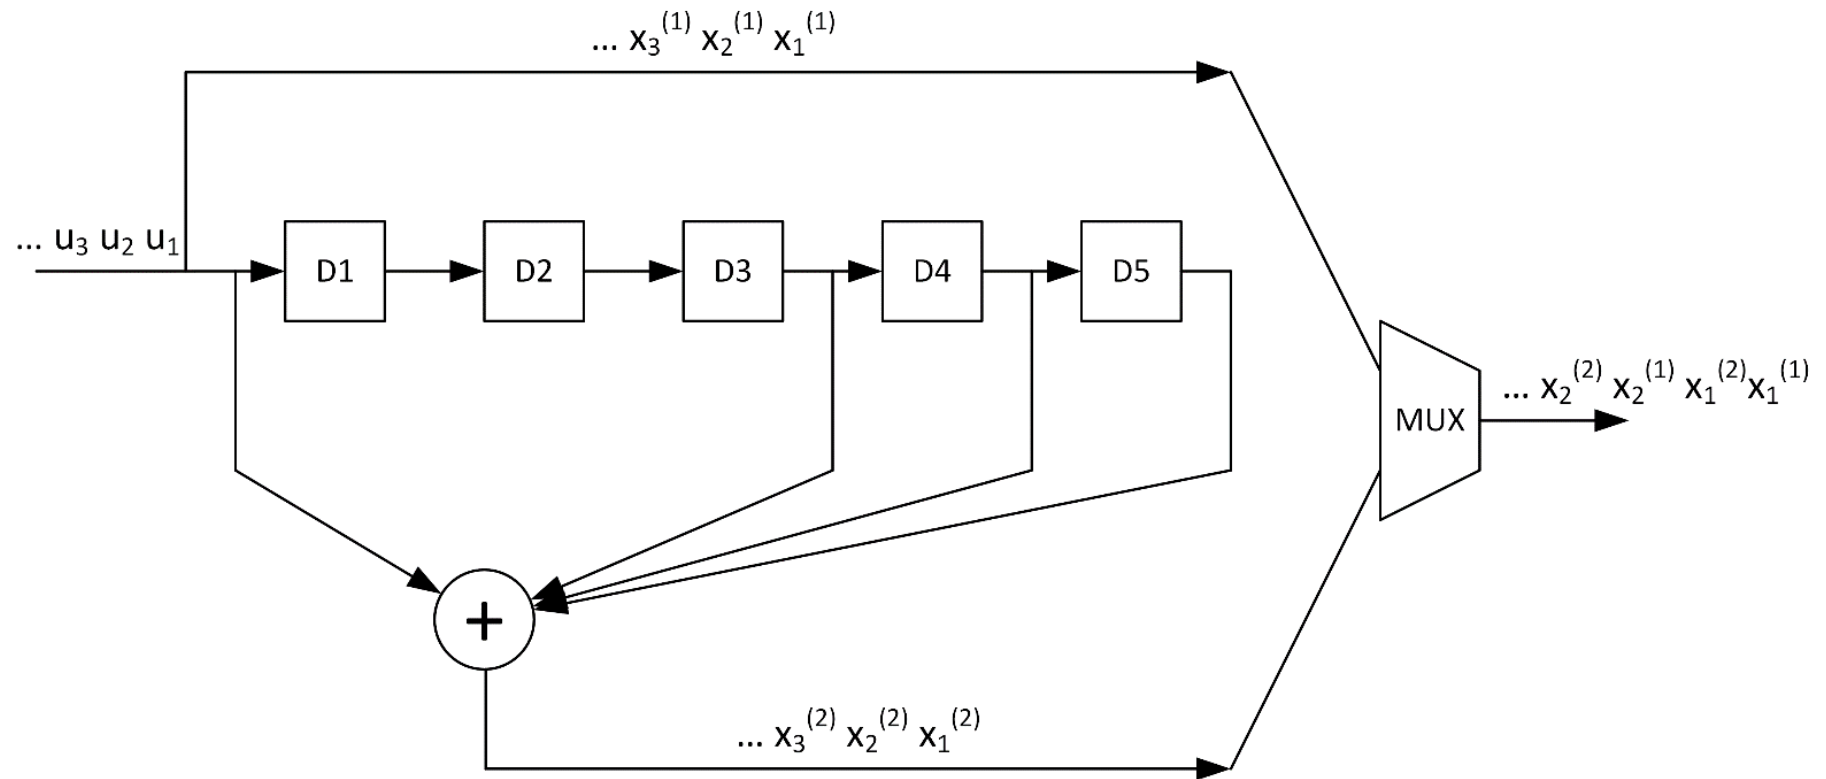 ... x₃⁽¹⁾ x₂⁽¹⁾ x₁⁽¹⁾
... u₃ u₂ u₁
D1 D2 D3 D4 D5
... x₂⁽²⁾ x₂⁽¹⁾ x₁⁽²⁾x₁⁽¹⁾
MUX
+
... x₃⁽²⁾ x₂⁽²⁾ x₁⁽²⁾